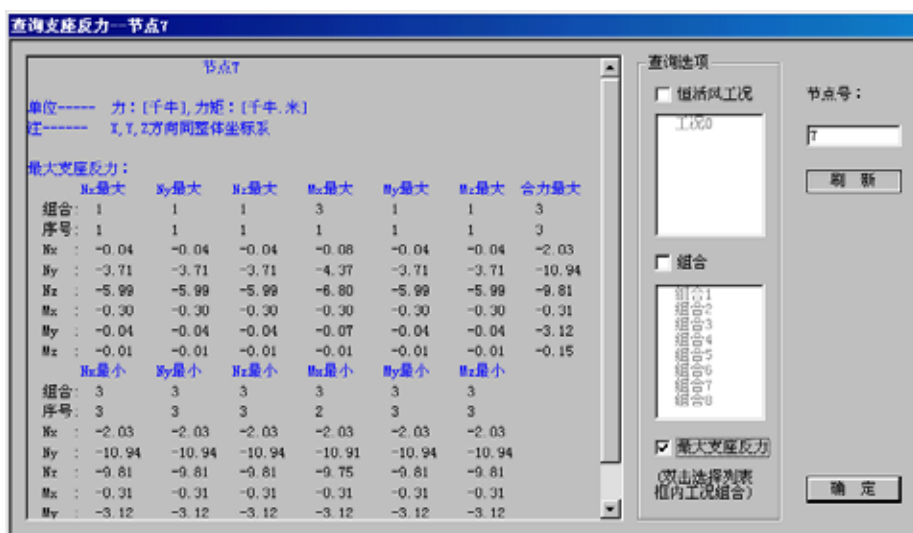 查询支座反力--节点7
节点7
单位----- 力：[千牛],力矩：[千牛.米]
注------ X,Y,Z方向同整体坐标系
最大支座反力：
Nx最大 Ny最大 Nz最大 Mx最大 My最大 Mz最大 合力最大
组合: 1 1 1 3 1 1 3
序号: 1 1 1 1 1 1 3
Nx : -0.04 -0.04 -0.04 -0.08 -0.04 -0.04 -2.03
Ny : -3.71 -3.71 -3.71 -4.37 -3.71 -3.71 -10.94
Nz : -5.99 -5.99 -5.99 -6.80 -5.99 -5.99 -9.81
Mx : -0.30 -0.30 -0.30 -0.30 -0.30 -0.30 -0.31
My : -0.04 -0.04 -0.04 -0.07 -0.04 -0.04 -3.12
Mz : -0.01 -0.01 -0.01 -0.01 -0.01 -0.01 -0.15
Nx最小 Ny最小 Nz最小 Mx最小 My最小 Mz最小
组合: 3 3 3 3 3 3
序号: 3 3 3 2 3 3
Nx : -2.03 -2.03 -2.03 -2.03 -2.03 -2.03
Ny : -10.94 -10.94 -10.94 -10.91 -10.94 -10.94
Nz : -9.81 -9.81 -9.81 -9.75 -9.81 -9.81
Mx : -0.31 -0.31 -0.31 -0.31 -0.31 -0.31
My : -3.12 -3.12 -3.12 -3.12 -3.12 -3.12
查询选项
恒活风工况
工况0
组合
组合1
组合2
组合3
组合4
组合5
组合6
组合7
组合8
最大支座反力
(双击选择列表
框内工况组合)
节点号：
7
刷 新
确 定